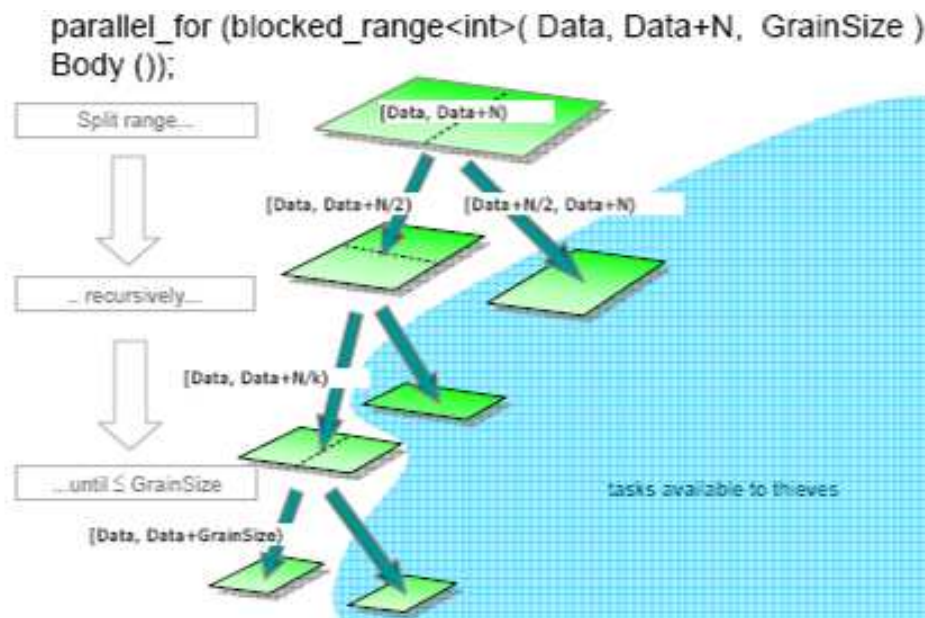 parallel_for (blocked_range<int>( Data, Data+N, GrainSize )
Body ());
Split range...
[Data, Data+N)
[Data, Data+N/2)
[Data+N/2, Data+N)
... recursively...
[Data, Data+N/k)
...until ≤ GrainSize
tasks available to thieves
[Data, Data+GrainSize)